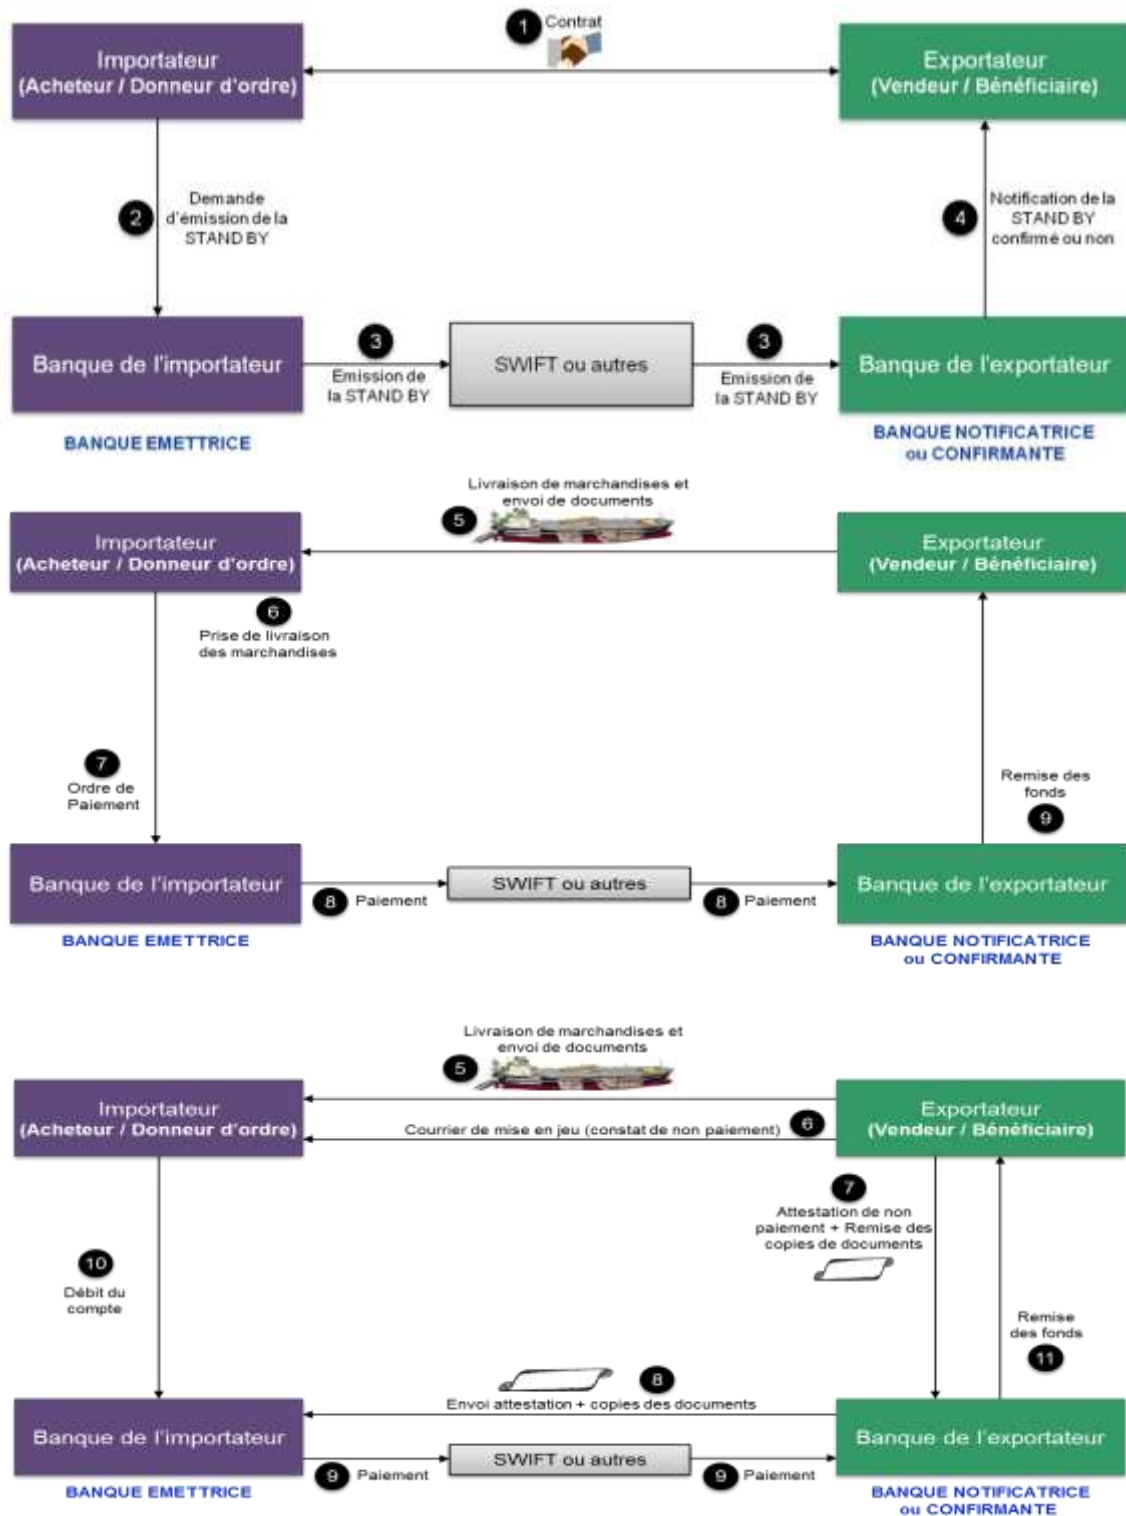 1 Contrat
Importateur
(Acheteur / Donneur d'ordre)
Exportateur
(Vendeur / Bénéficiaire)
2
Demande
d'émission de la
STAND BY
4
Notification de la
STAND BY
confirmé ou non
Banque de l'importateur
3
Emission de
la STAND BY
SWIFT ou autres
3
Emission de
la STAND BY
Banque de l'exportateur
BANQUE EMETTRICE
BANQUE NOTIFICATRICE
ou CONFIRMANTE
Livraison de marchandises et
envoi de documents
5
Importateur
(Acheteur / Donneur d'ordre)
Exportateur
(Vendeur / Bénéficiaire)
6
Prise de livraison
des marchandises
7
Ordre de
Paiement
Remise des
fonds
9
Banque de l'importateur
8 Paiement
SWIFT ou autres
8 Paiement
Banque de l'exportateur
BANQUE EMETTRICE
BANQUE NOTIFICATRICE
ou CONFIRMANTE
Livraison de marchandises et
envoi de documents
5
Importateur
(Acheteur / Donneur d'ordre)
Exportateur
(Vendeur / Bénéficiaire)
Courrier de mise en jeu (constat de non paiement) 6
7
Attestation de non
paiement + Remise des
copies de documents
10
Débit du
compte
Remise
des fonds
11
8
Envoi attestation + copies des documents
Banque de l'importateur
9 Paiement
SWIFT ou autres
9 Paiement
Banque de l'exportateur
BANQUE EMETTRICE
BANQUE NOTIFICATRICE
ou CONFIRMANTE